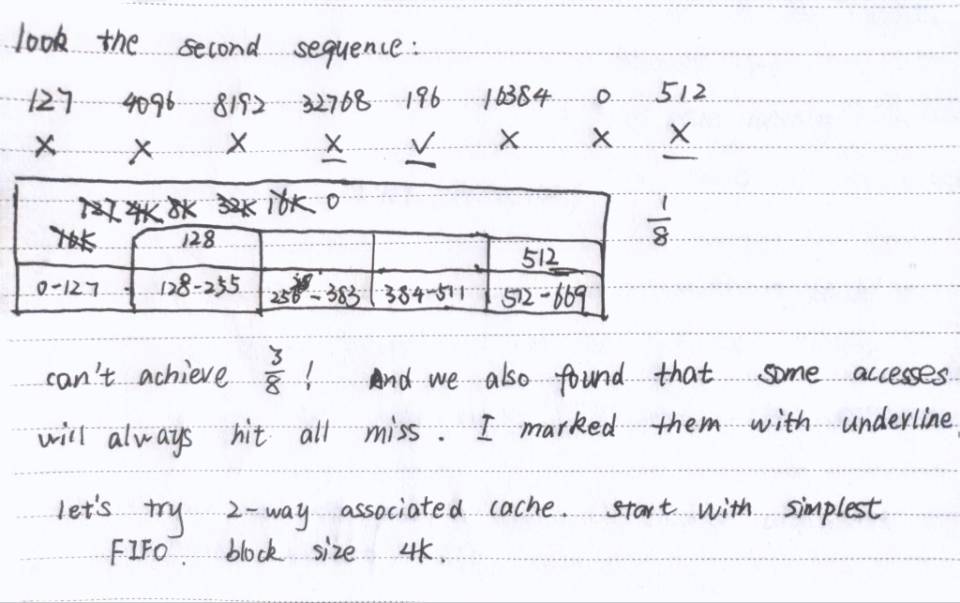 look the second sequence:
127 4096 8192 32768 196 16384 0 512
X X X X ✓ X X X
127 4K 8K 32K 16K 0
1/8
16K 128 512
0-127 128-255 256-383 384-511 512-669
can't achieve 3/8! And we also found that some accesses
will always hit all miss. I marked them with underline.
let's try 2-way associated cache. start with simplest
FIFO. block size 4K.